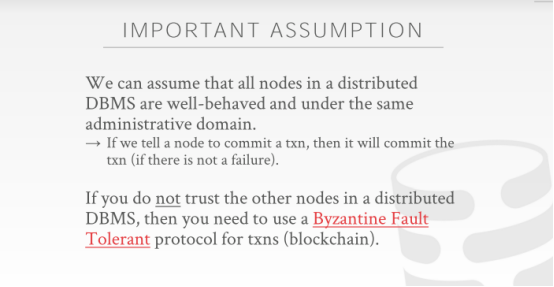 IMPORTANT ASSUMPTION
We can assume that all nodes in a distributed
DBMS are well-behaved and under the same
administrative domain.
→ If we tell a node to commit a txn, then it will commit the
txn (if there is not a failure).
If you do not trust the other nodes in a distributed
DBMS, then you need to use a Byzantine Fault
Tolerant protocol for txns (blockchain).